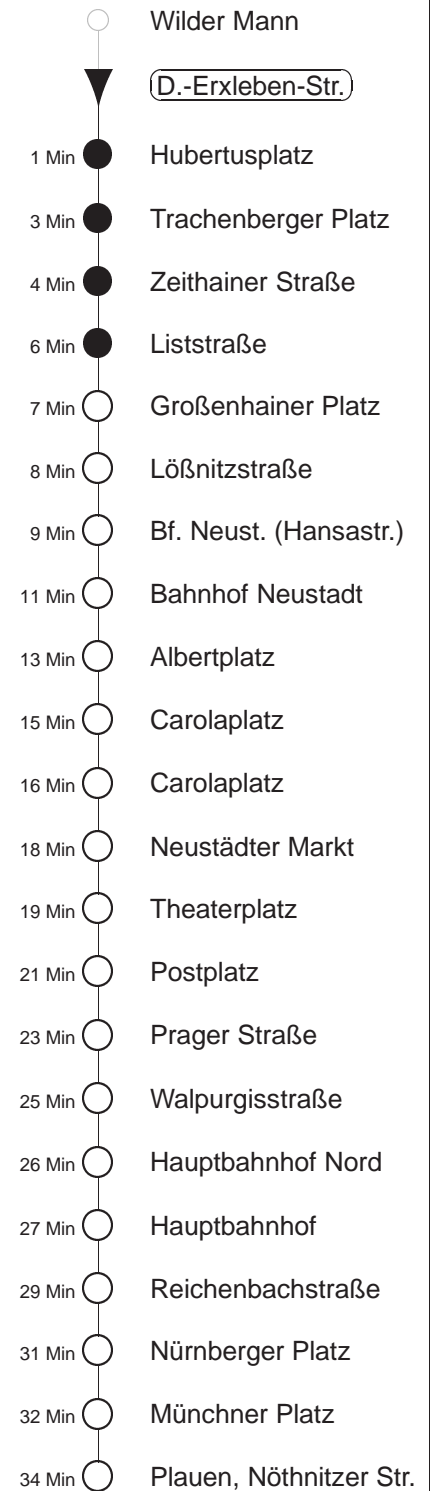 Wilder Mann
D.-Erxleben-Str.
1 Min Hubertusplatz
3 Min Trachenberger Platz
4 Min Zeithainer Straße
6 Min Liststraße
7 Min Großenhainer Platz
8 Min Lößnitzstraße
9 Min Bf. Neust. (Hansastr.)
11 Min Bahnhof Neustadt
13 Min Albertplatz
15 Min Carolaplatz
16 Min Carolaplatz
18 Min Neustädter Markt
19 Min Theaterplatz
21 Min Postplatz
23 Min Prager Straße
25 Min Walpurgisstraße
26 Min Hauptbahnhof Nord
27 Min Hauptbahnhof
29 Min Reichenbachstraße
31 Min Nürnberger Platz
32 Min Münchner Platz
34 Min Plauen, Nöthnitzer Str.